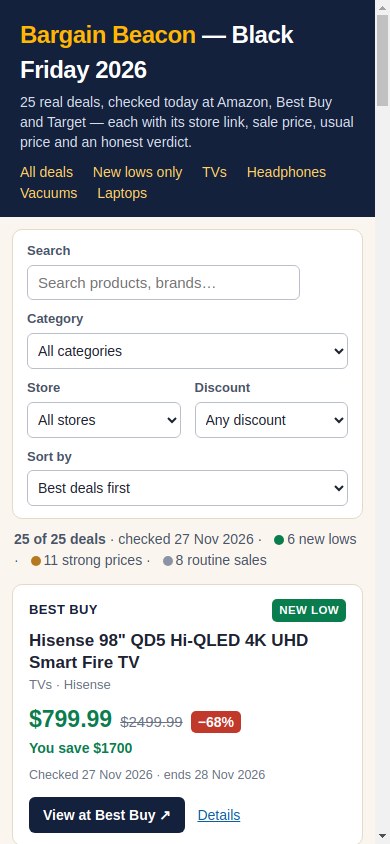 Bargain Beacon — Black
Friday 2026
25 real deals, checked today at Amazon, Best Buy
and Target — each with its store link, sale price, usual
price and an honest verdict.
All deals New lows only TVs Headphones
Vacuums Laptops
Search
Search products, brands…
Category
All categories
Store Discount
All stores Any discount
Sort by
Best deals first
25 of 25 deals · checked 27 Nov 2026 · 6 new lows
· 11 strong prices · 8 routine sales
BEST BUY NEW LOW
Hisense 98" QD5 Hi-QLED 4K UHD
Smart Fire TV
TVs · Hisense
$799.99 $2499.99 −68%
You save $1700
Checked 27 Nov 2026 · ends 28 Nov 2026
View at Best Buy ↗ Details